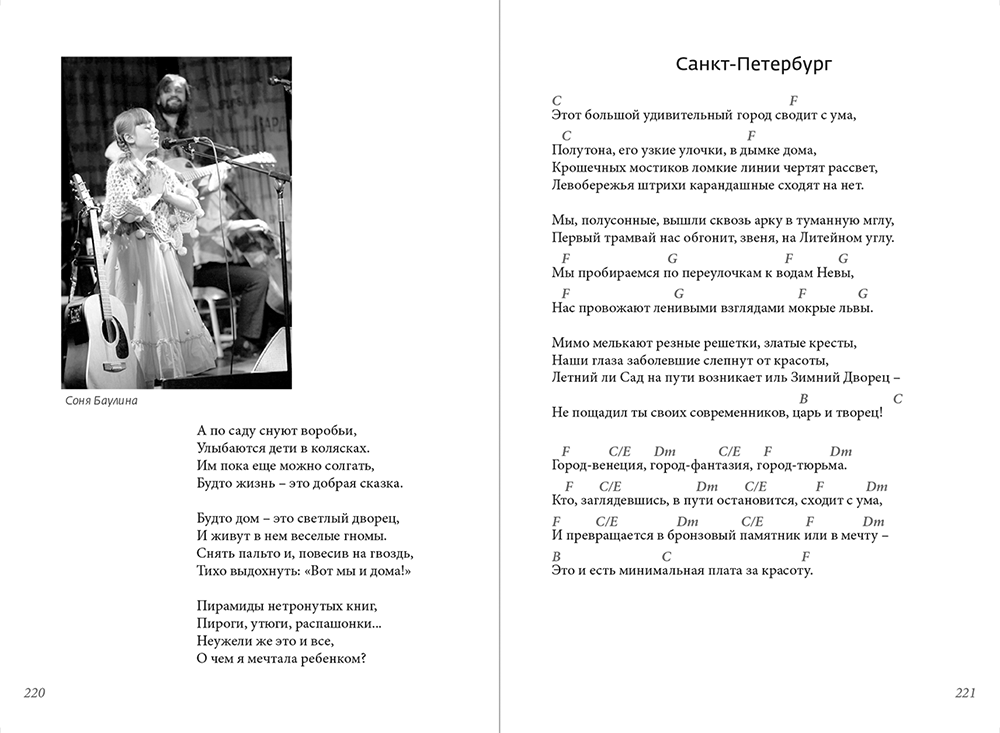 Соня Баулина
А по саду снуют воробьи,
Улыбаются дети в колясках.
Им пока еще можно солгать,
Будто жизнь – это добрая сказка.
Будто дом – это светлый дворец,
И живут в нем веселые гномы.
Снять пальто и, повесив на гвоздь,
Тихо выдохнуть: «Вот мы и дома!»
Пирамиды нетронутых книг,
Пироги, утюги, распашонки...
Неужели же это и все,
О чем я мечтала ребенком?
220
Санкт-Петербург
C F
Этот большой удивительный город сводит с ума,
C F
Полутона, его узкие улочки, в дымке дома,
Крошечных мостиков ломкие линии чертят рассвет,
Левобережья штрихи карандашные сходят на нет.
Мы, полусонные, вышли сквозь арку в туманную мглу,
Первый трамвай нас обгонит, звеня, на Литейном углу.
F G F G
Мы пробираемся по переулочкам к водам Невы,
F G F G
Нас провожают ленивыми взглядами мокрые львы.
Мимо мелькают резные решетки, златые кресты,
Наши глаза заболевшие слепнут от красоты,
Летний ли Сад на пути возникает иль Зимний Дворец –
B C
Не пощадил ты своих современников, царь и творец!
F C/E Dm C/E F Dm
Город-венеция, город-фантазия, город-тюрьма.
F C/E Dm C/E F Dm
Кто, заглядевшись, в пути остановится, сходит с ума,
F C/E Dm C/E F Dm
И превращается в бронзовый памятник или в мечту –
B C F
Это и есть минимальная плата за красоту.
221